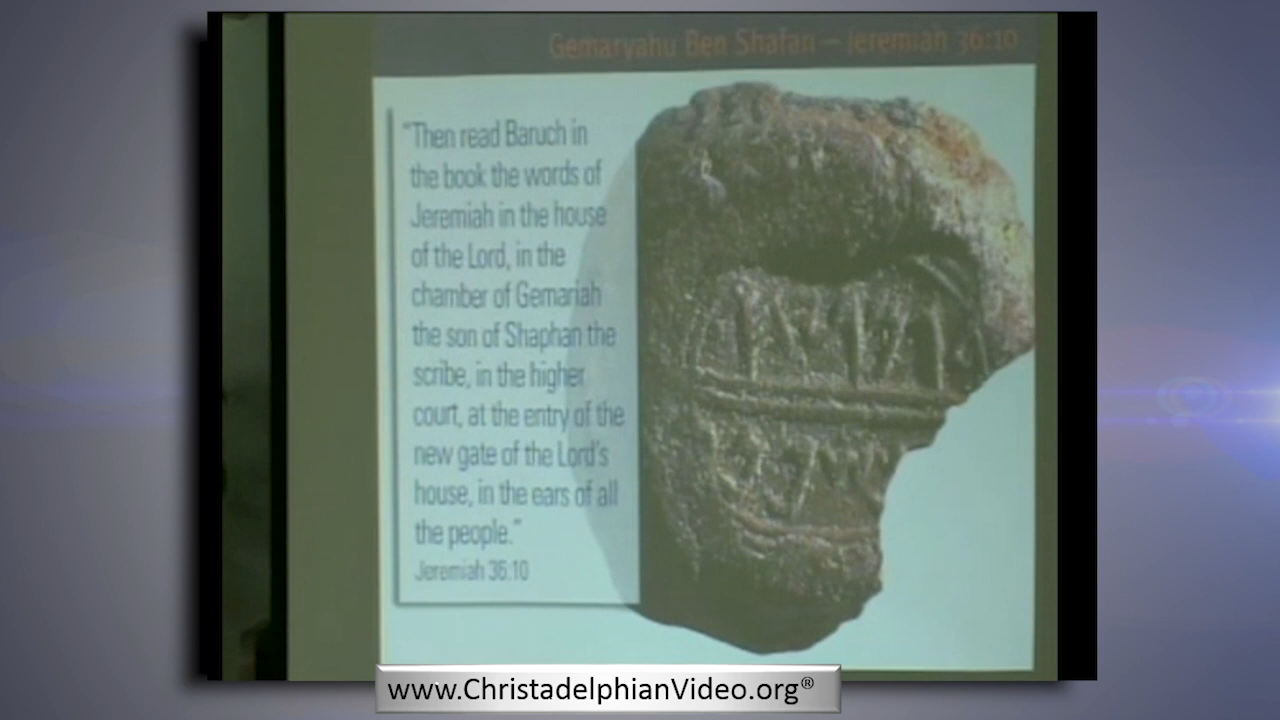 Gemaryahu Ben Shafan – Jeremiah 36:10
“Then read Baruch in
the book the words of
Jeremiah in the house
of the Lord, in the
chamber of Gemariah
the son of Shaphan the
scribe, in the higher
court, at the entry of the
new gate of the Lord's
house, in the ears of all
the people.”
Jeremiah 36:10
www.ChristadelphianVideo.org®